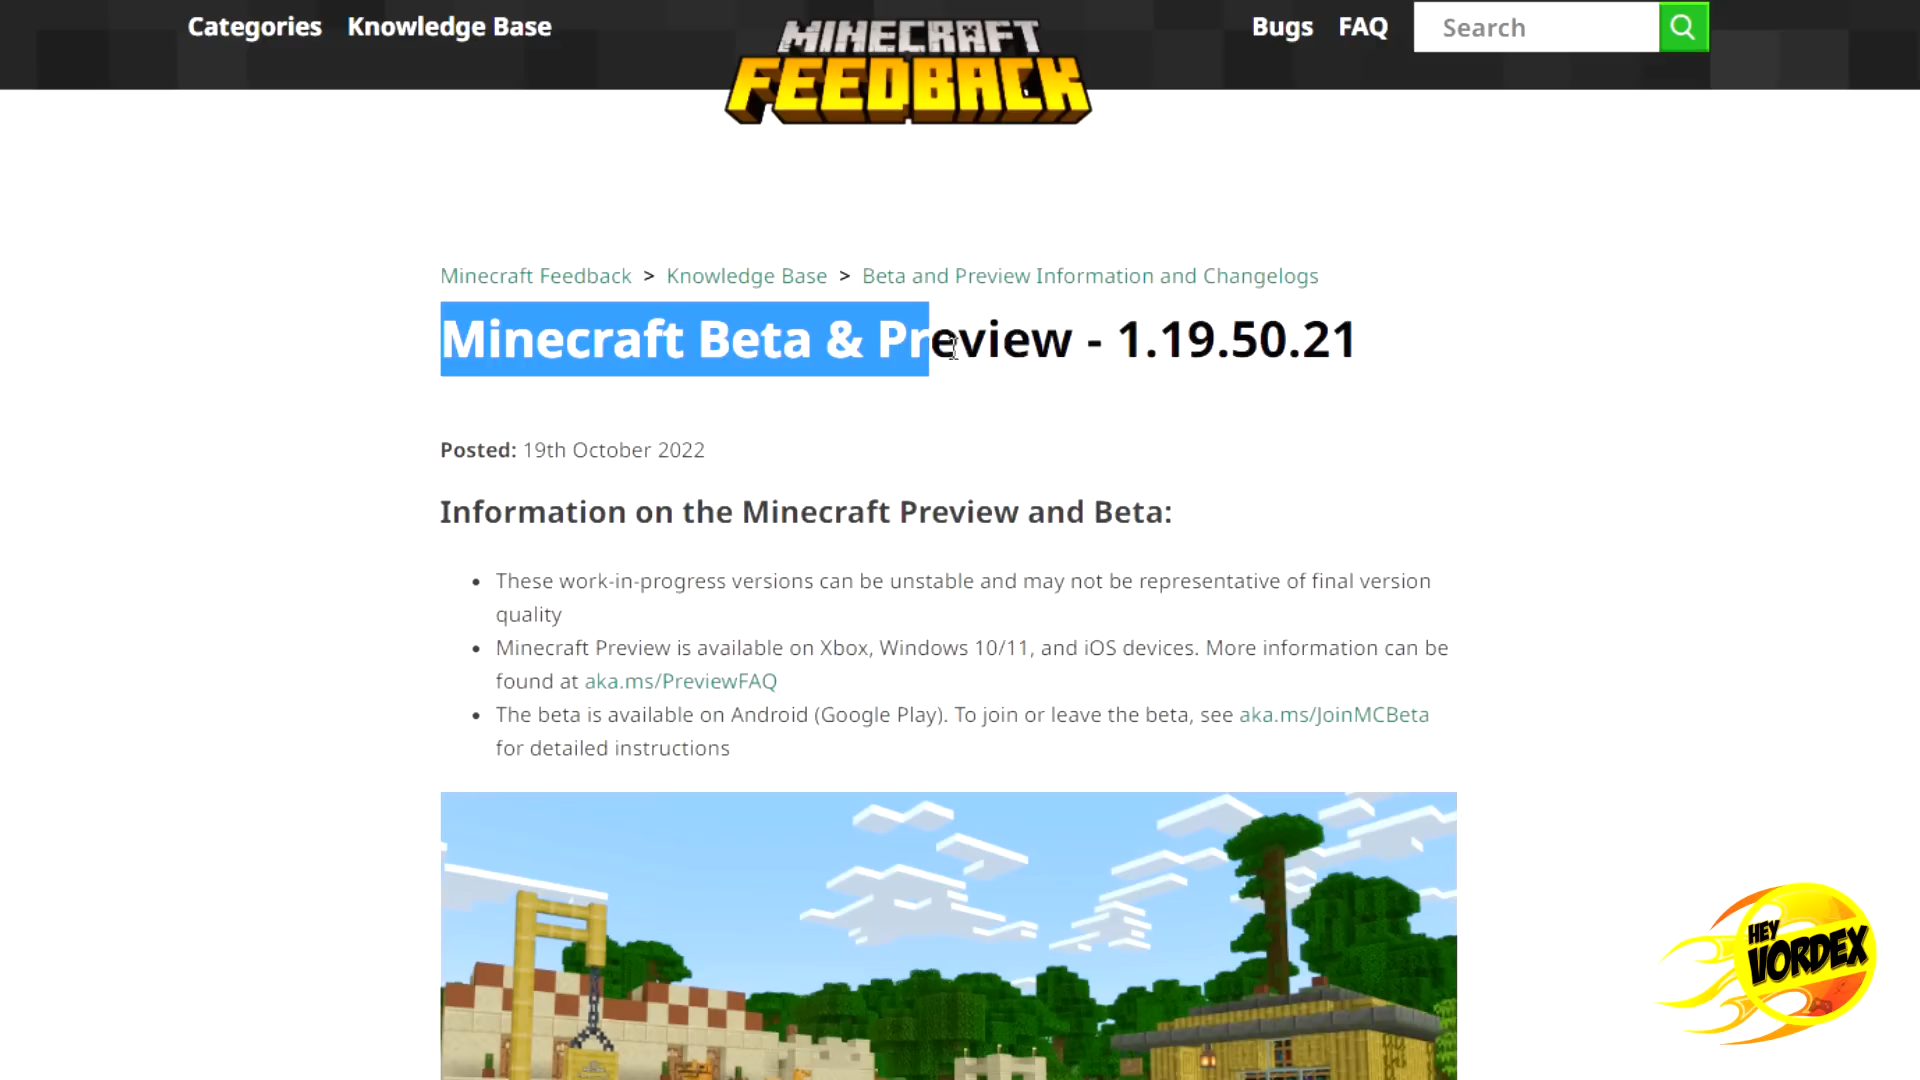 Categories Knowledge Base
MINECRAFT
FEEDBACK
Bugs FAQ Search
Minecraft Feedback > Knowledge Base > Beta and Preview Information and Changelogs
Minecraft Beta & Preview - 1.19.50.21
Posted: 19th October 2022
Information on the Minecraft Preview and Beta:
• These work-in-progress versions can be unstable and may not be representative of final version
quality
• Minecraft Preview is available on Xbox, Windows 10/11, and iOS devices. More information can be
found at aka.ms/PreviewFAQ
• The beta is available on Android (Google Play). To join or leave the beta, see aka.ms/JoinMCBeta
for detailed instructions
HEY
VORDEX